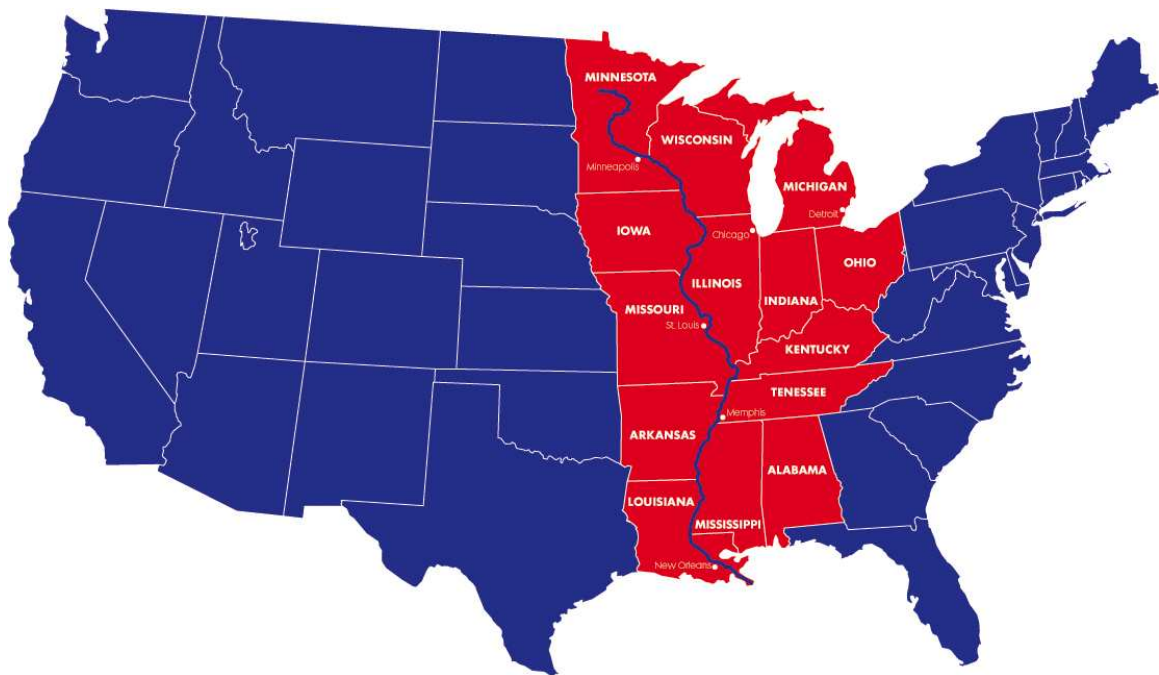 MINNESOTA
WISCONSIN
Minneapolis
MICHIGAN
Detroit
IOWA
Chicago
OHIO
ILLINOIS
INDIANA
MISSOURI
St. Louis
KENTUCKY
TENESSEE
Memphis
ARKANSAS
ALABAMA
LOUISIANA
MISSISSIPPI
New Orleans